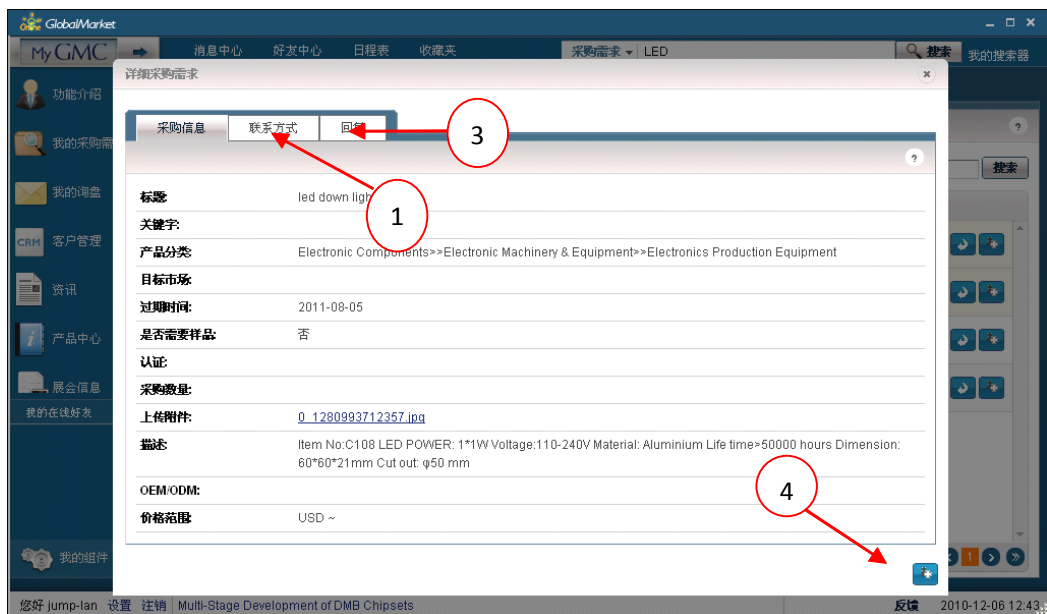 GlobalMarket
My GMC 消息中心 好友中心 日程表 收藏夹 采购需求 LED 搜索 我的搜索器
详细采购需求
功能介绍
我的采购需
我的询盘
CRM 客户管理
资讯
产品中心
展会信息
我的在线好友
我的组件
采购信息 联系方式 回复
3
?
?
搜索
标题: led down ligh
1
关键字:
产品分类: Electronic Components>>Electronic Machinery & Equipment>>Electronics Production Equipment
目标市场:
过期时间: 2011-08-05
是否需要样品: 否
认证:
采购数量:
上传附件: 0_1280993712357.jpg
描述: Item No:C108 LED POWER: 1*1W Voltage:110-240V Material: Aluminium Life time>50000 hours Dimension:
60*60*21mm Cut out: φ50 mm
OEM/ODM:
4
价格范围: USD ~
1
您好 jump-lan 设置 注销 Multi-Stage Development of DMB Chipsets 反馈 2010-12-06 12:43